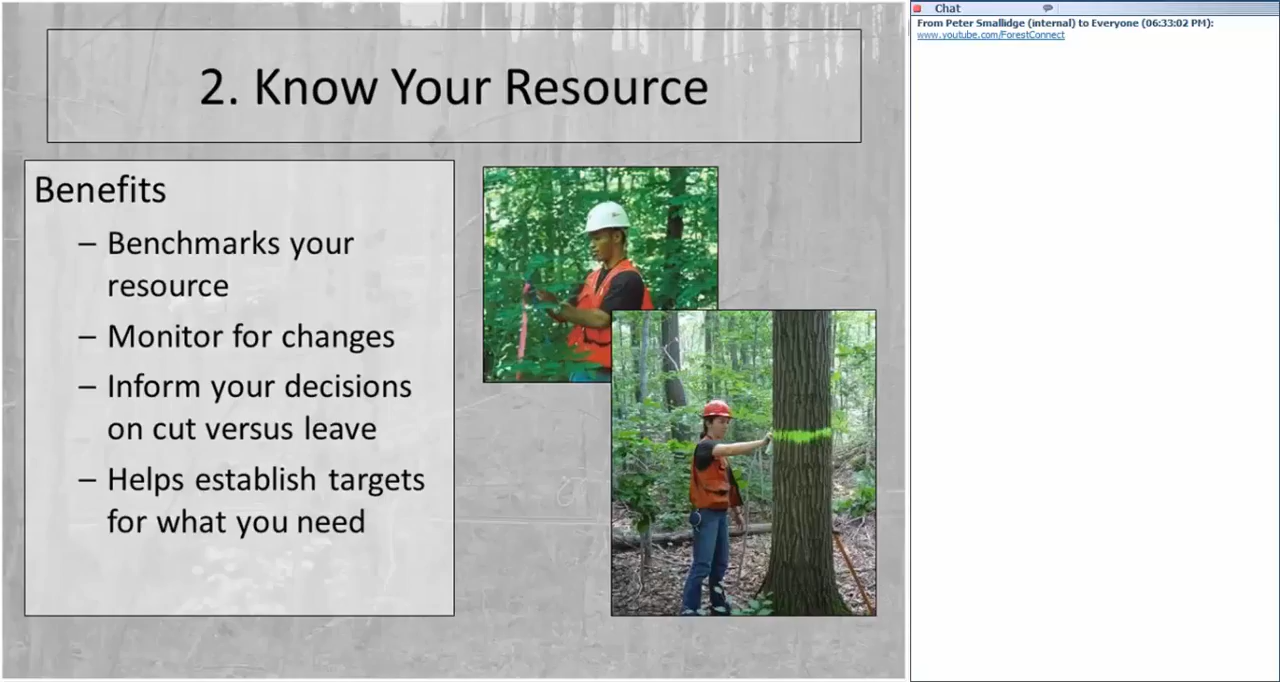 2. Know Your Resource
Benefits
– Benchmarks your
resource
– Monitor for changes
– Inform your decisions
on cut versus leave
– Helps establish targets
for what you need
Chat
From Peter Smallidge (internal) to Everyone (06:33:02 PM):
www.youtube.com/ForestConnect